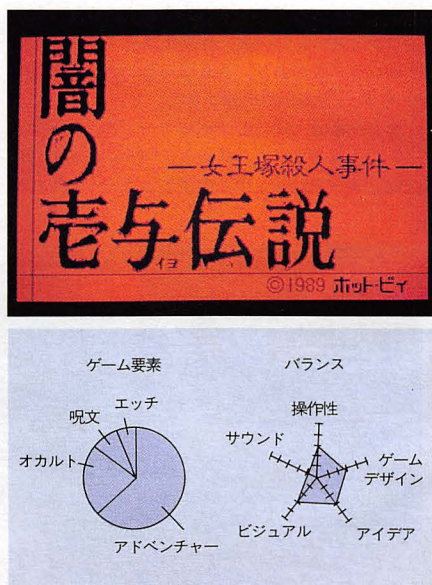 闇の
壱与伝説
イヨ
―女王塚殺人事件―
©1989 ホット・ビィ
ゲーム要素
エッチ
呪文
オカルト
アドベンチャー
バランス
操作性
サウンド
ゲーム
デザイン
ビジュアル
アイデア